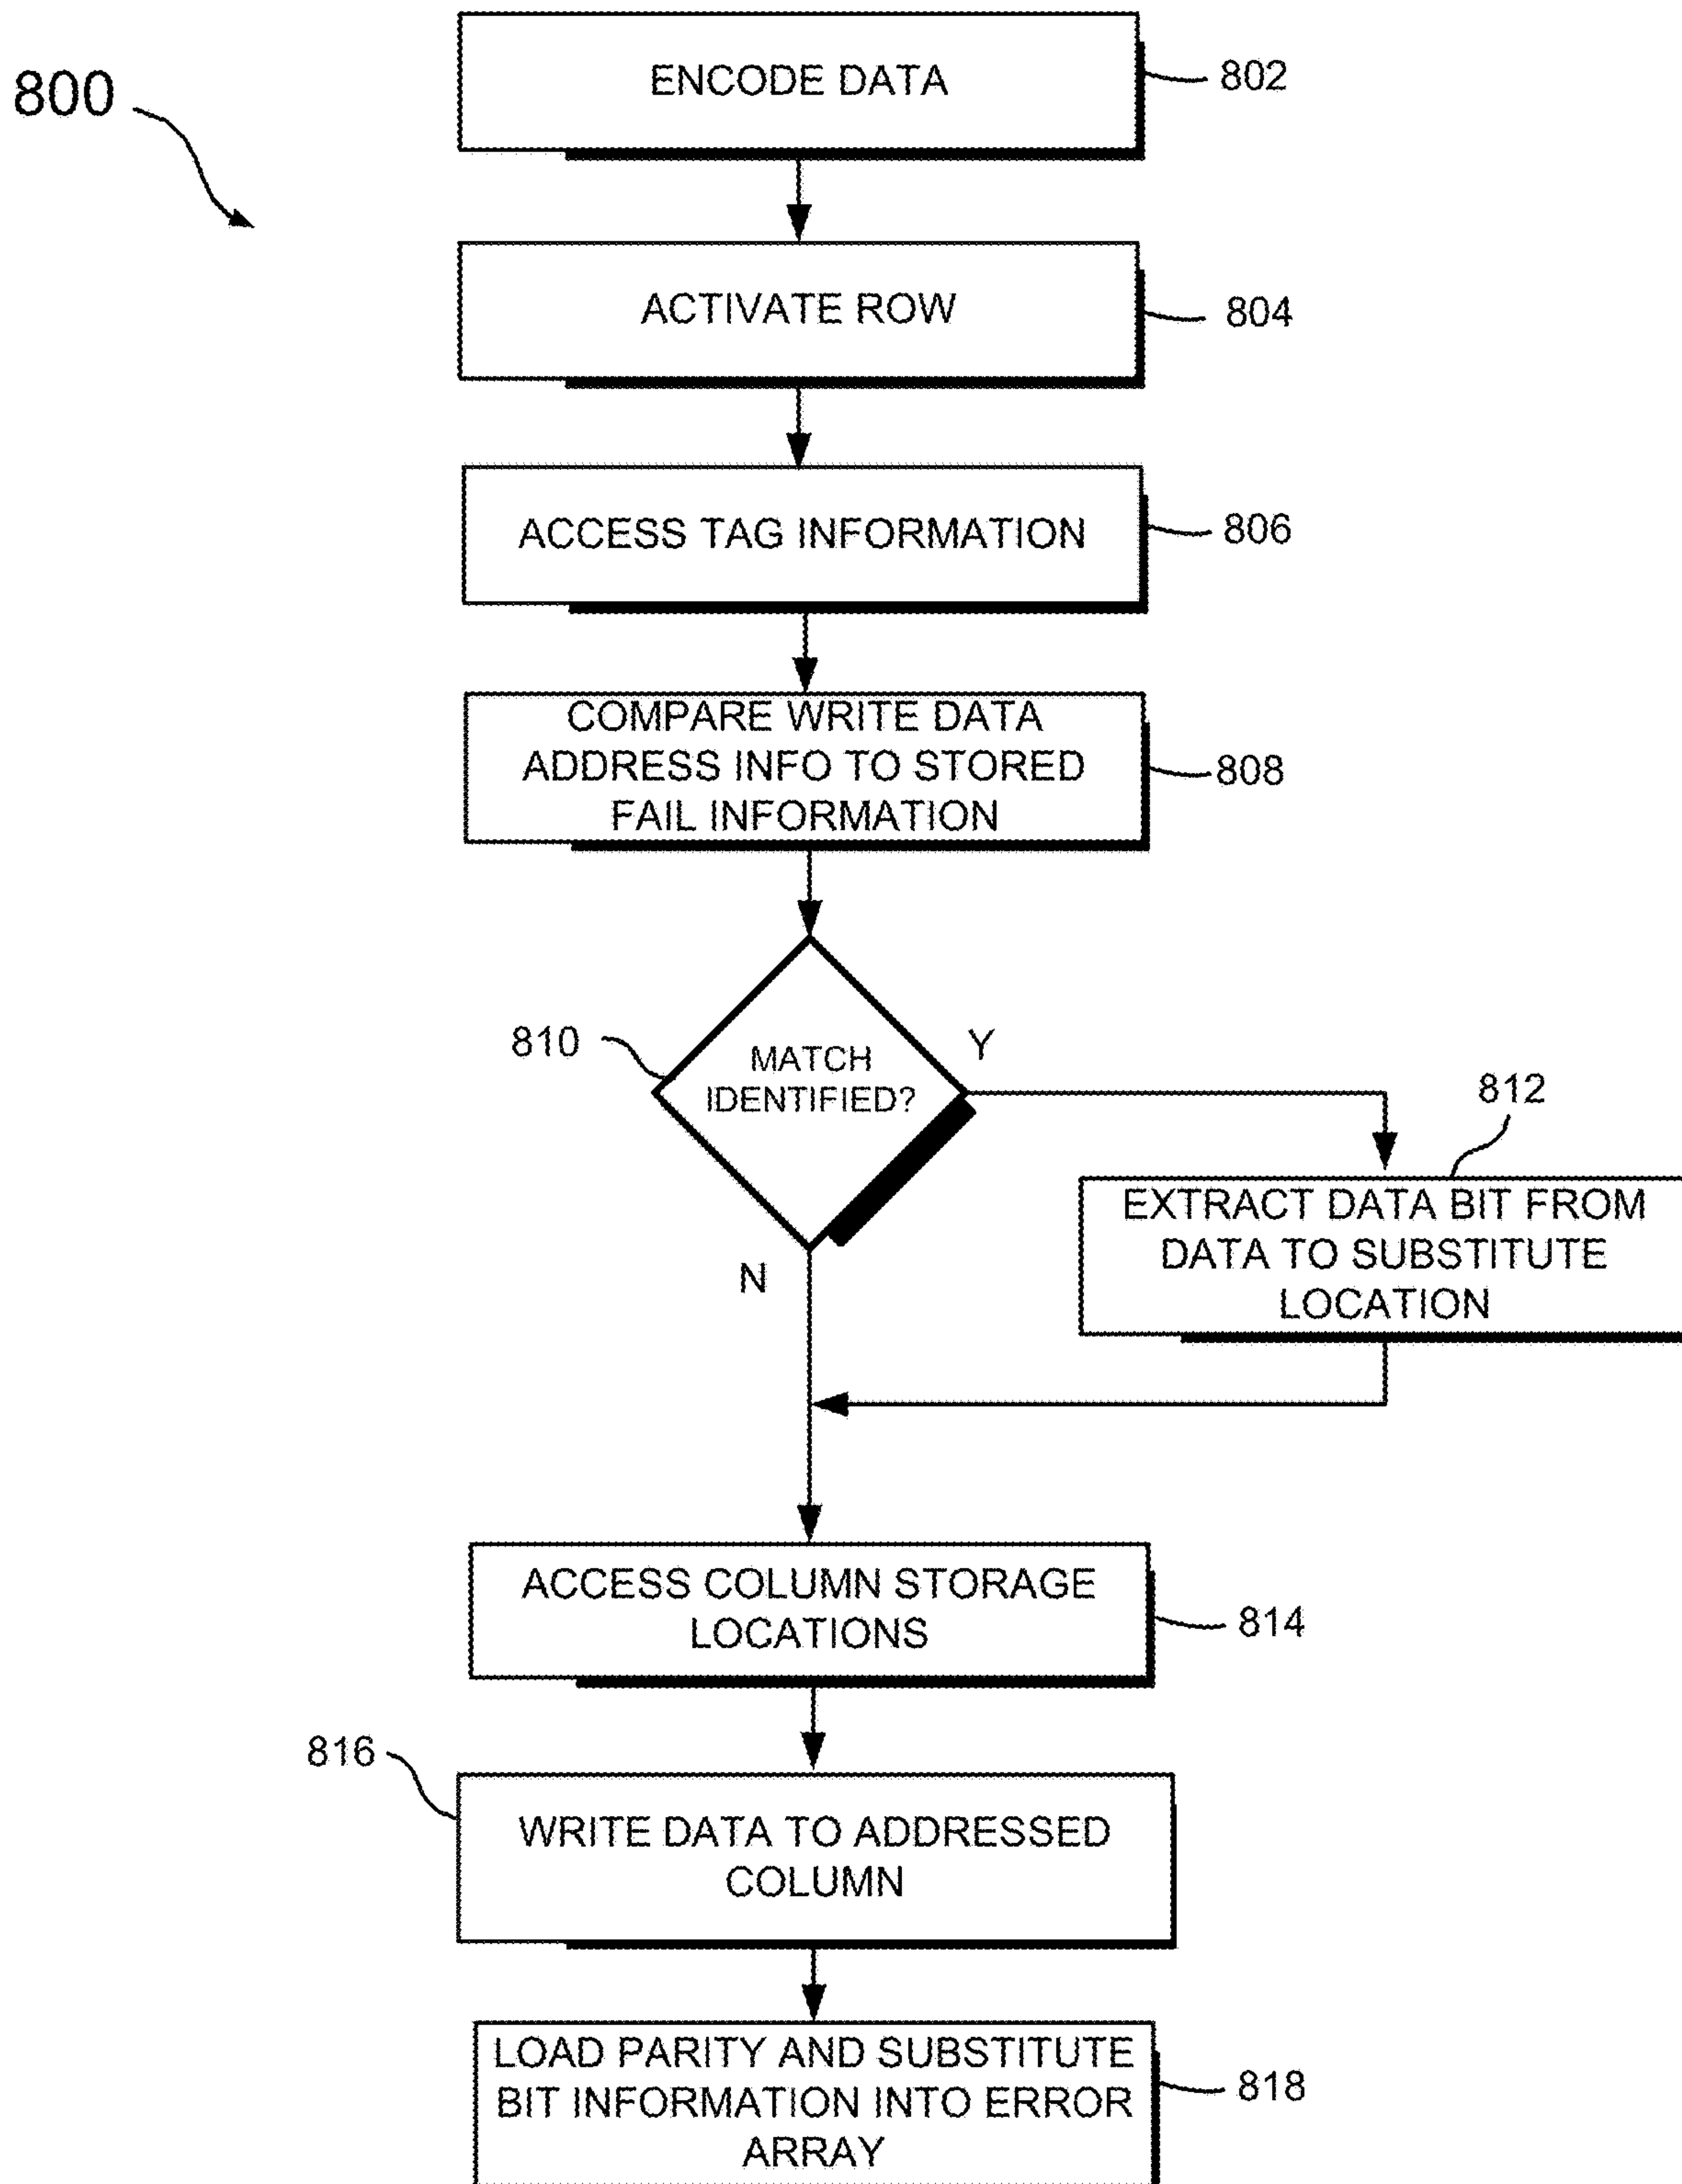 800
ENCODE DATA
802
ACTIVATE ROW
804
ACCESS TAG INFORMATION
806
COMPARE WRITE DATA
ADDRESS INFO TO STORED
FAIL INFORMATION
808
810
MATCH
IDENTIFIED?
Y
N
812
EXTRACT DATA BIT FROM
DATA TO SUBSTITUTE
LOCATION
ACCESS COLUMN STORAGE
LOCATIONS
814
816
WRITE DATA TO ADDRESSED
COLUMN
LOAD PARITY AND SUBSTITUTE
BIT INFORMATION INTO ERROR
ARRAY
818